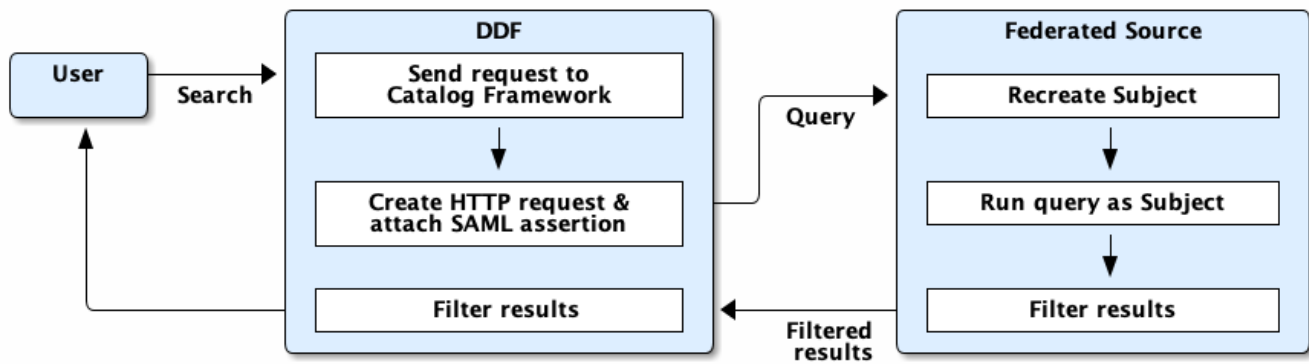 User
Search
DDF
Send request to
Catalog Framework
Create HTTP request &
attach SAML assertion
Filter results
Query
Federated Source
Recreate Subject
Run query as Subject
Filter results
Filtered
results